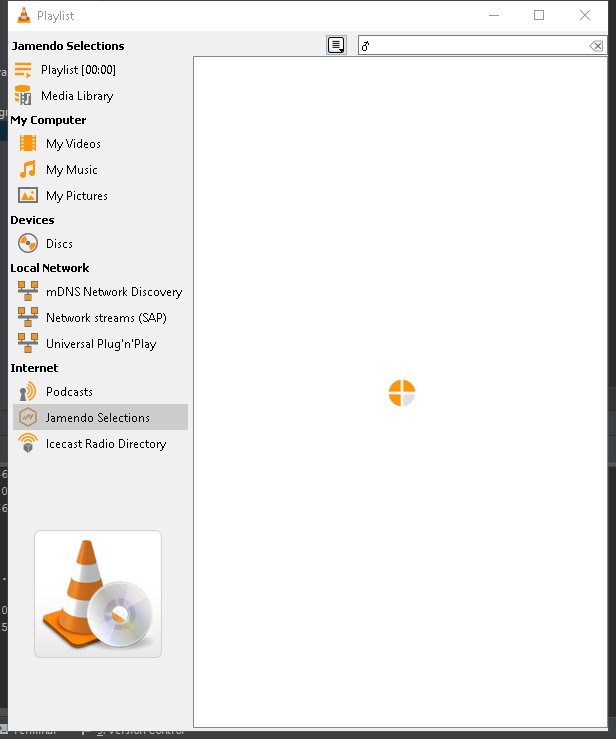 Playlist
Jamendo Selections
♂
Playlist [00:00]
Media Library
My Computer
My Videos
My Music
My Pictures
Devices
Discs
Local Network
mDNS Network Discovery
Network streams (SAP)
Universal Plug'n'Play
Internet
Podcasts
Jamendo Selections
Icecast Radio Directory